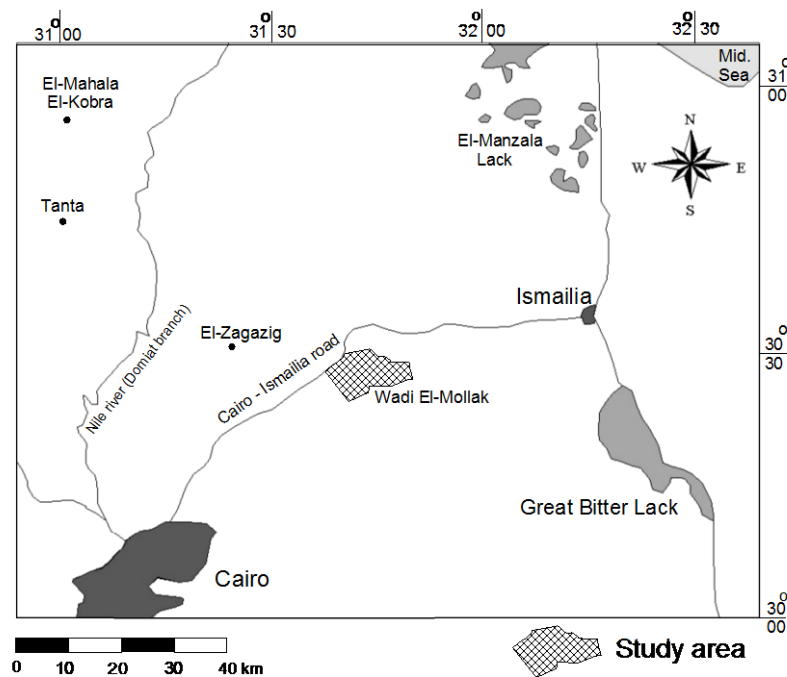 31 00
31 30
32 00
32 30
o
o
o
o
Mid.
Sea
31
o
00
El-Mahala
El-Kobra
El-Manzala
Lack
N
W
E
S
Tanta
Ismailia
El-Zagazig
Nile river (Domiat branch)
Cairo - Ismailia road
30
o
30
Wadi El-Mollak
Great Bitter Lack
Cairo
30
o
00
0 10 20 30 40 km
Study area